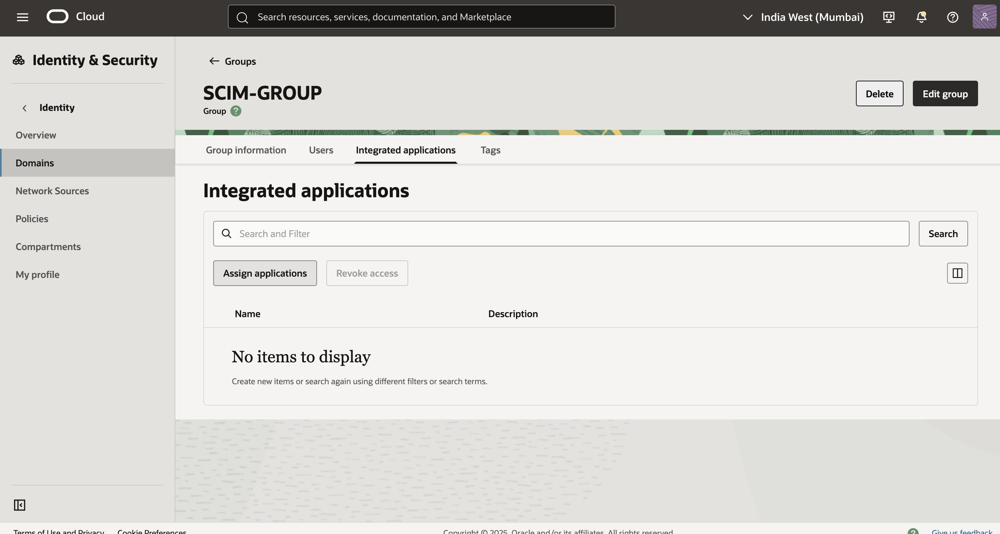 Cloud
Search resources, services, documentation, and Marketplace
India West (Mumbai)
Identity & Security
Identity
Overview
Domains
Network Sources
Policies
Compartments
My profile
Groups
SCIM-GROUP
Group ?
Delete
Edit group
Group information
Users
Integrated applications
Tags
Integrated applications
Search and Filter
Search
Assign applications
Revoke access
Name
Description
No items to display
Create new items or search again using different filters or search terms.
Terms of Use and Privacy
Cookie Preferences
Copyright © 2025, Oracle and/or its affiliates. All rights reserved.
?
Give us feedback